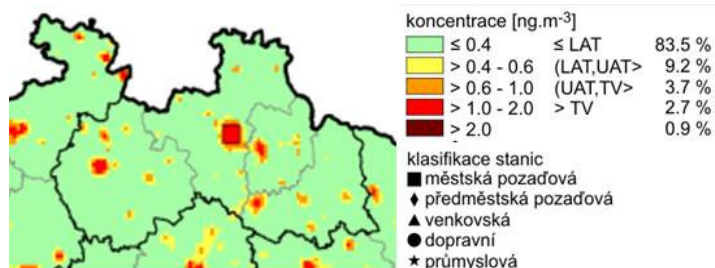 koncentrace [ng.m-3]
≤ 0.4 ≤ LAT 83.5 %
> 0.4 - 0.6 (LAT,UAT> 9.2 %
> 0.6 - 1.0 (UAT,TV> 3.7 %
> 1.0 - 2.0 > TV 2.7 %
> 2.0 0.9 %
klasifikace stanic
městská pozaďová
předměstská pozaďová
venkovská
dopravní
průmyslová